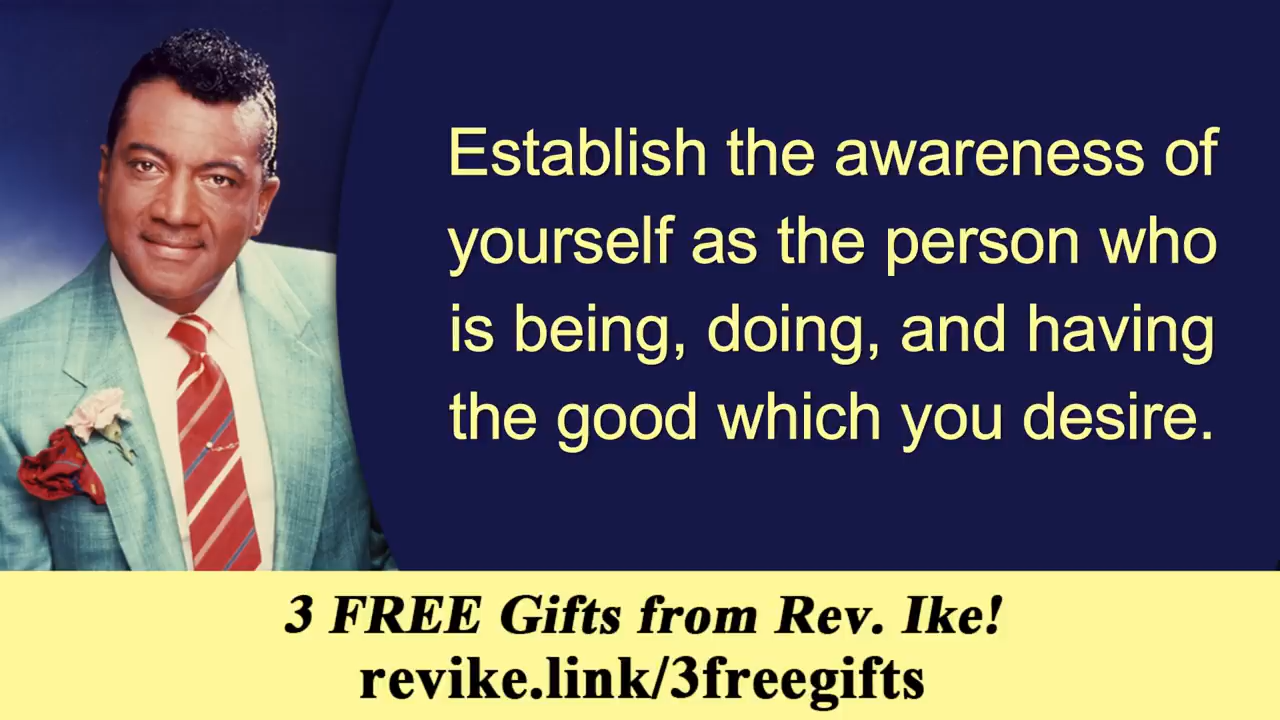 Establish the awareness of
yourself as the person who
is being, doing, and having
the good which you desire.
3 FREE Gifts from Rev. Ike!
revike.link/3freegifts